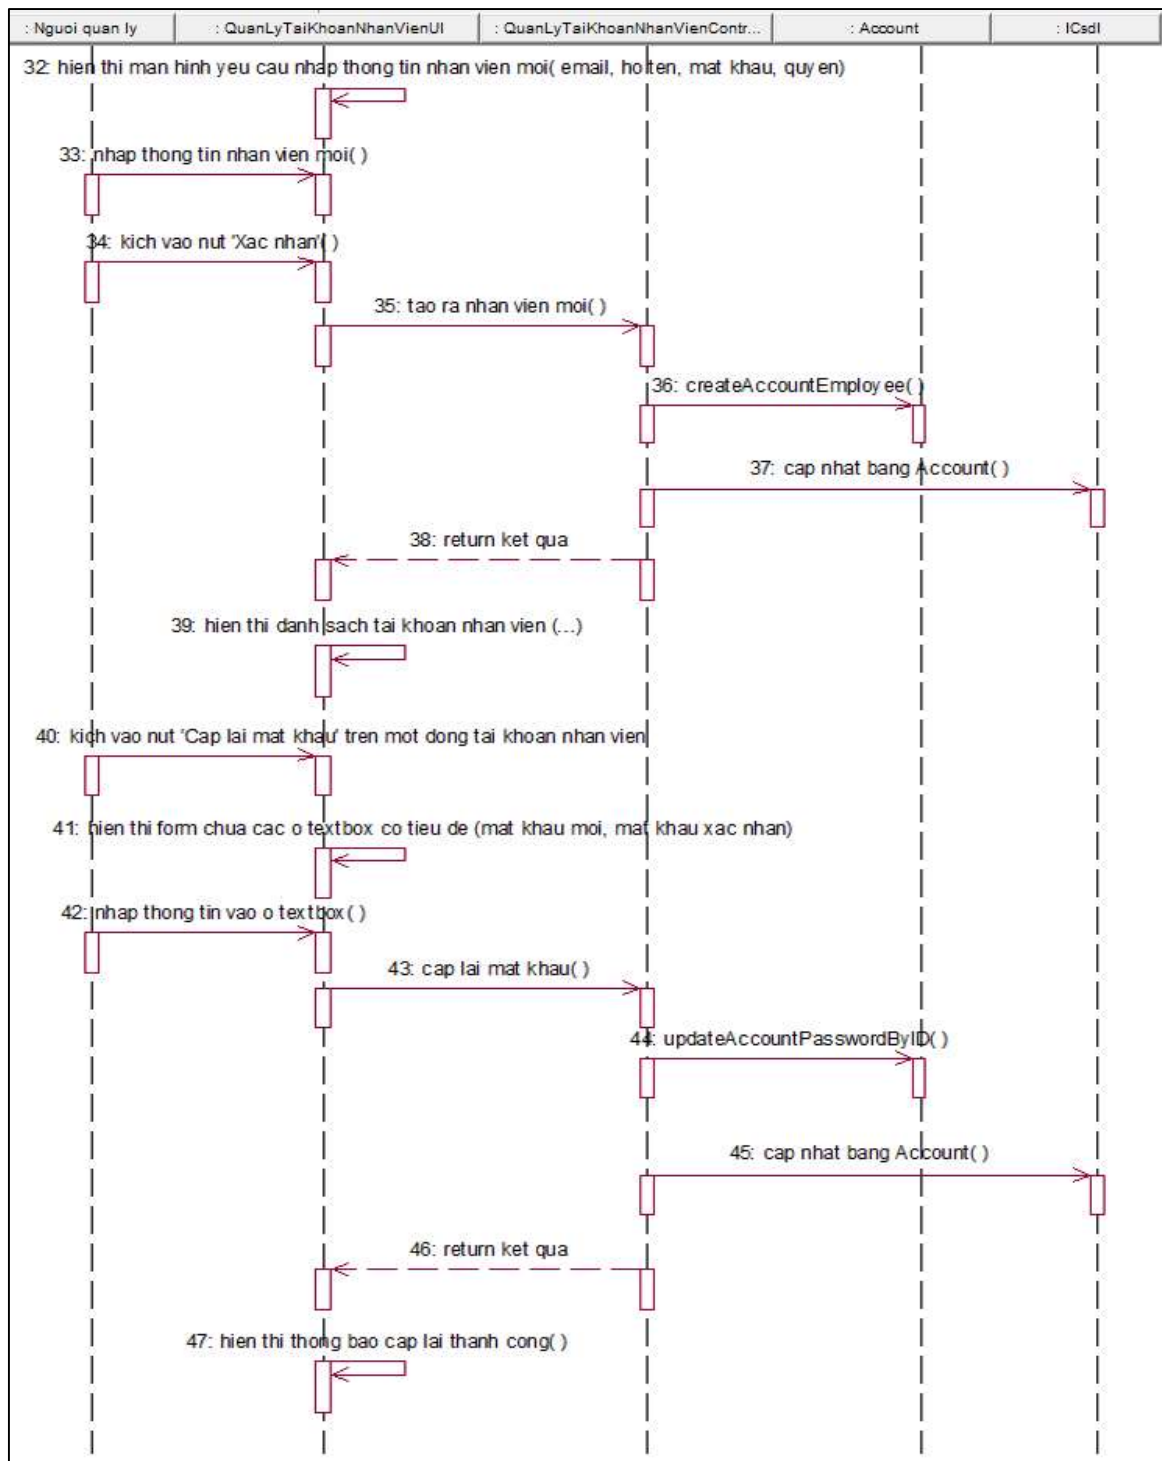 : Nguoi quan ly
: QuanLyTaiKhoanNhanVienUI
: QuanLyTaiKhoanNhanVienContr...
: Account
: ICsdl
32: hien thi man hinh yeu cau nhap thong tin nhan vien moi( email, ho ten, mat khau, quyen)
33: nhap thong tin nhan vien moi( )
34: kich vao nut 'Xac nhan'( )
35: tao ra nhan vien moi( )
36: createAccountEmployee( )
37: cap nhat bang Account( )
38: return ket qua
39: hien thi danh sach tai khoan nhan vien (...)
40: kich vao nut 'Cap lai mat khau' tren mot dong tai khoan nhan vien
41: hien thi form chua cac o textbox co tieu de (mat khau moi, mat khau xac nhan)
42: nhap thong tin vao o textbox( )
43: cap lai mat khau( )
44: updateAccountPasswordByID( )
45: cap nhat bang Account( )
46: return ket qua
47: hien thi thong bao cap lai thanh cong( )